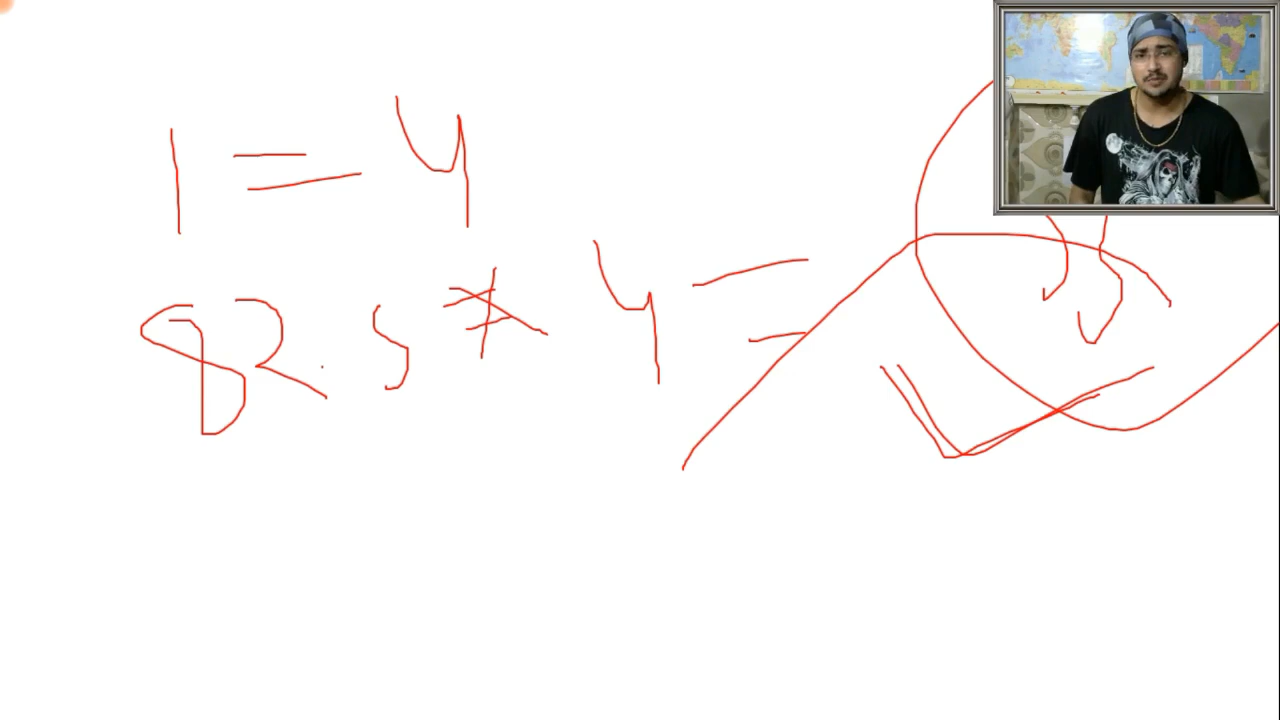 1 = 4
82.5 * 4 =